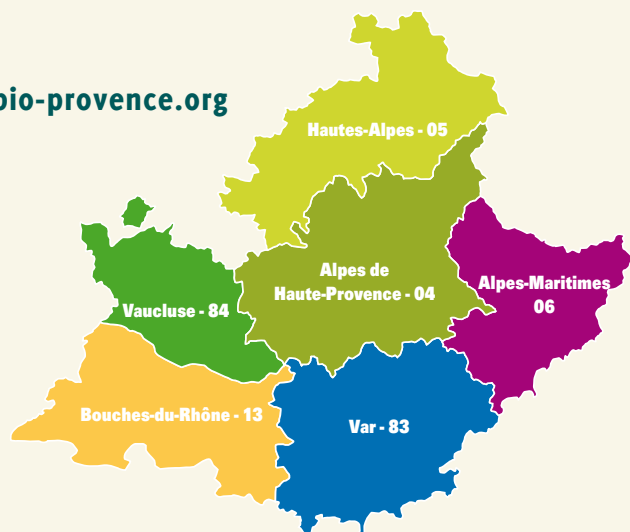 bio-provence.org
Hautes-Alpes - 05
Alpes de
Haute-Provence - 04
Alpes-Maritimes
06
Vaucluse - 84
Bouches-du-Rhône - 13
Var - 83